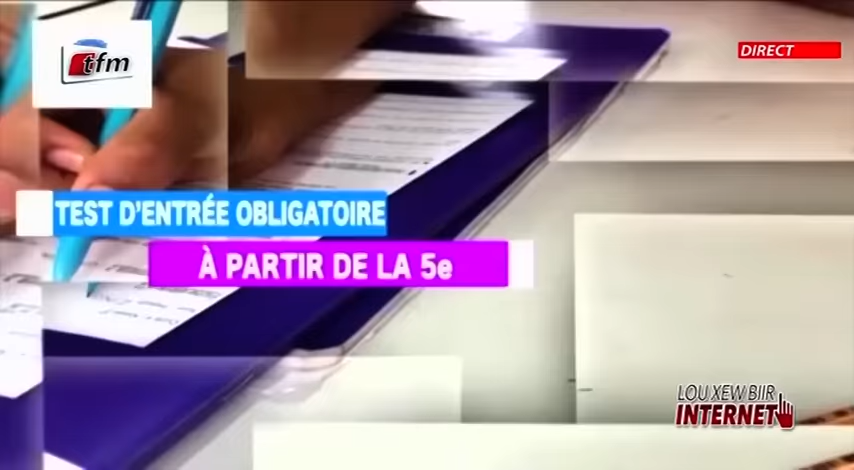 tfm
DIRECT
TEST D'ENTRÉE OBLIGATOIRE
À PARTIR DE LA 5e
LOU XEW BIIR
INTERNET